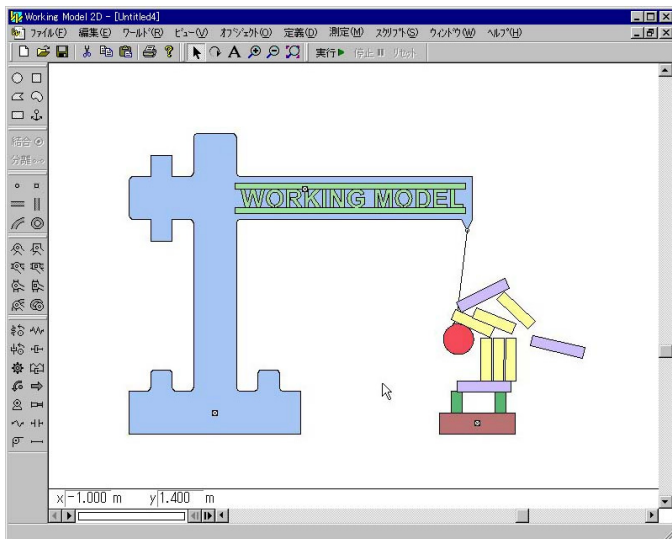 Working Model 2D - [Untitled4]
ファイル(F) 編集(E) ワールド(R) ビュー(V) オブジェクト(O) 定義(D) 測定(M) スクリプト(S) ウィンドウ(W) ヘルプ(H)
A 実行 停止 リセット
結合
分離
WORKING MODEL
x -1.000 m y 1.400 m